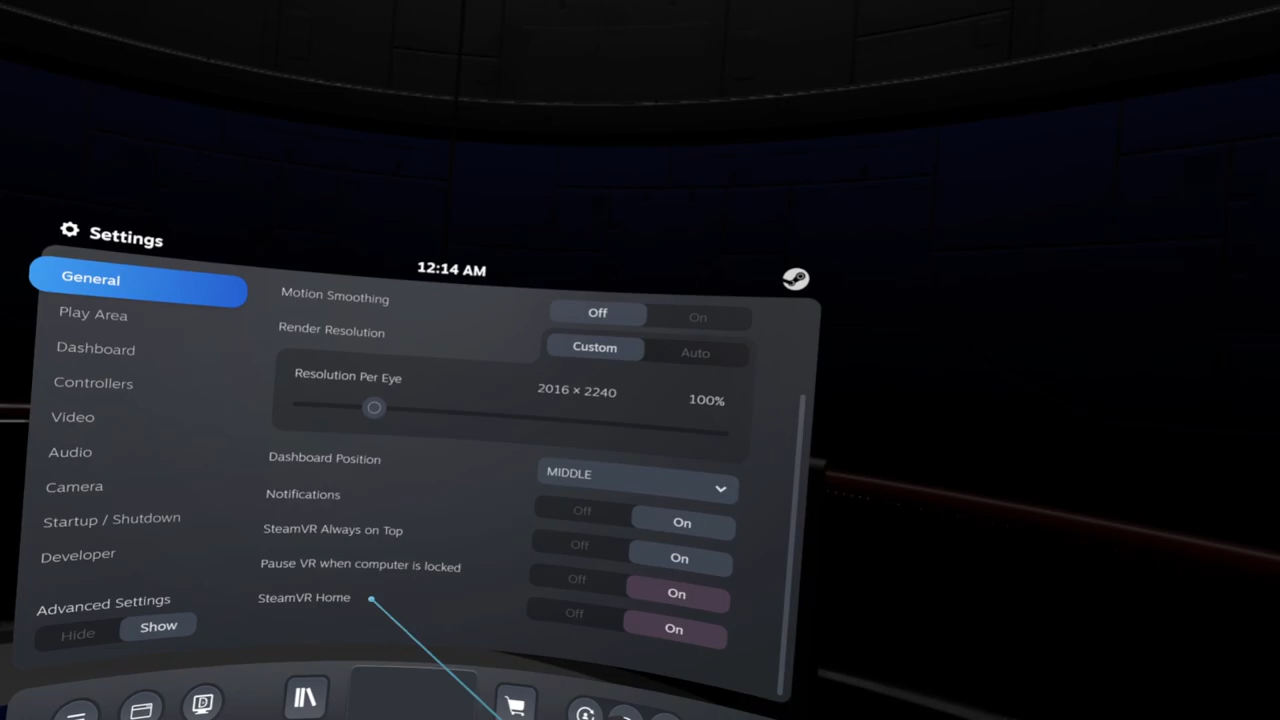 Settings
12:14 AM
General
Play Area
Dashboard
Controllers
Video
Audio
Camera
Startup / Shutdown
Developer
Advanced Settings
Hide Show
Motion Smoothing Off On
Render Resolution Custom Auto
Resolution Per Eye 2016 × 2240 100%
Dashboard Position MIDDLE
Notifications Off On
SteamVR Always on Top Off On
Pause VR when computer is locked Off On
SteamVR Home Off On